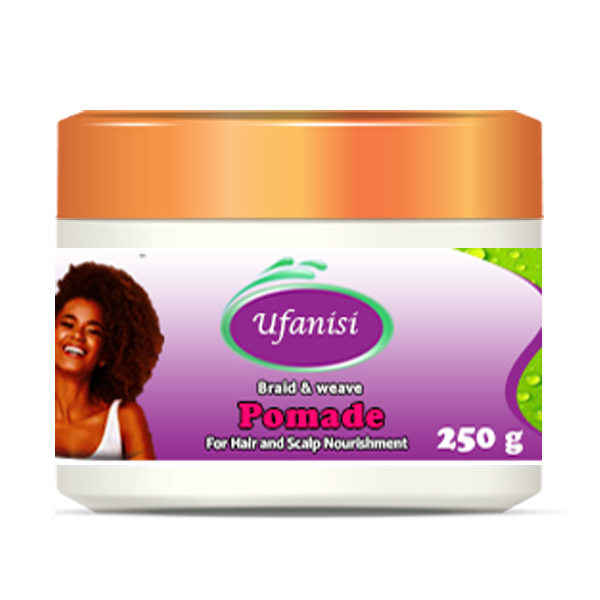 Ufanisi
Braid & weave
Pomade
For Hair and Scalp Nourishment
250 g